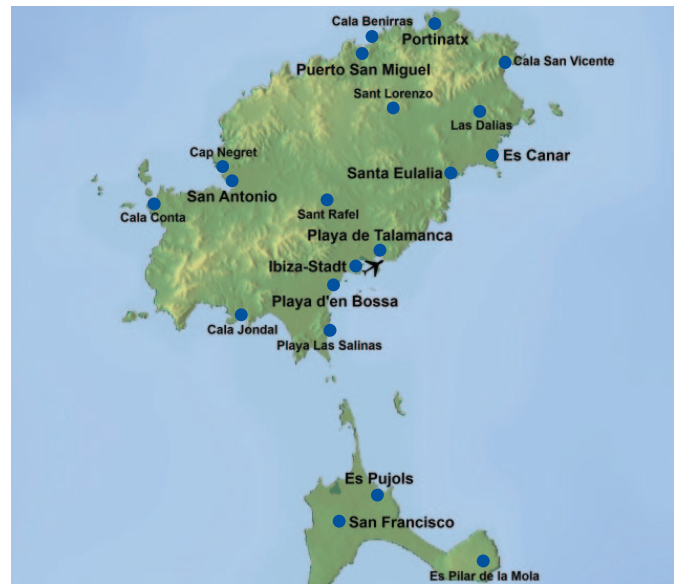 Cala Benirras
Portinatx
Puerto San Miguel
Cala San Vicente
Sant Lorenzo
Las Dalias
Cap Negret
Es Canar
Santa Eulalia
San Antonio
Cala Conta
Sant Rafel
Playa de Talamanca
Ibiza-Stadt
Playa d'en Bossa
Cala Jondal
Playa Las Salinas
Es Pujols
San Francisco
Es Pilar de la Mola